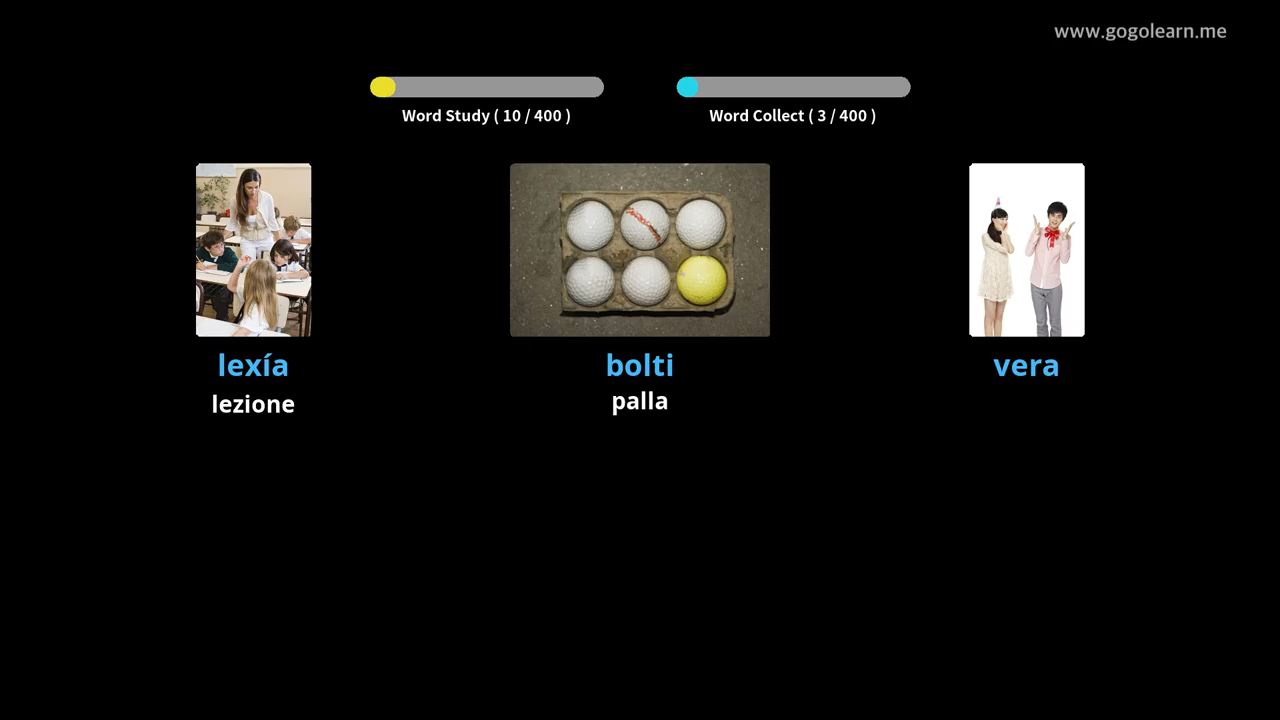 www.gogolearn.me
Word Study ( 10 / 400 )
Word Collect ( 3 / 400 )
lexía
bolti
vera
lezione
palla